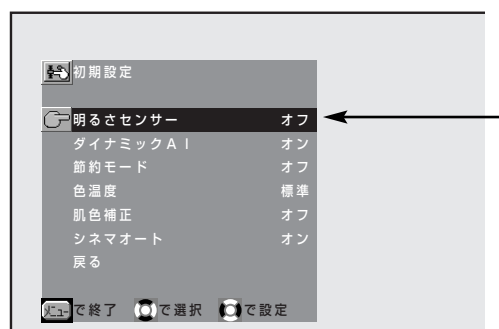 初期設定
明るさセンサー オフ
ダイナミックAI オン
節約モード オフ
色温度 標準
肌色補正 オフ
シネマオート オン
戻る
メニューで終了 で選択 で設定